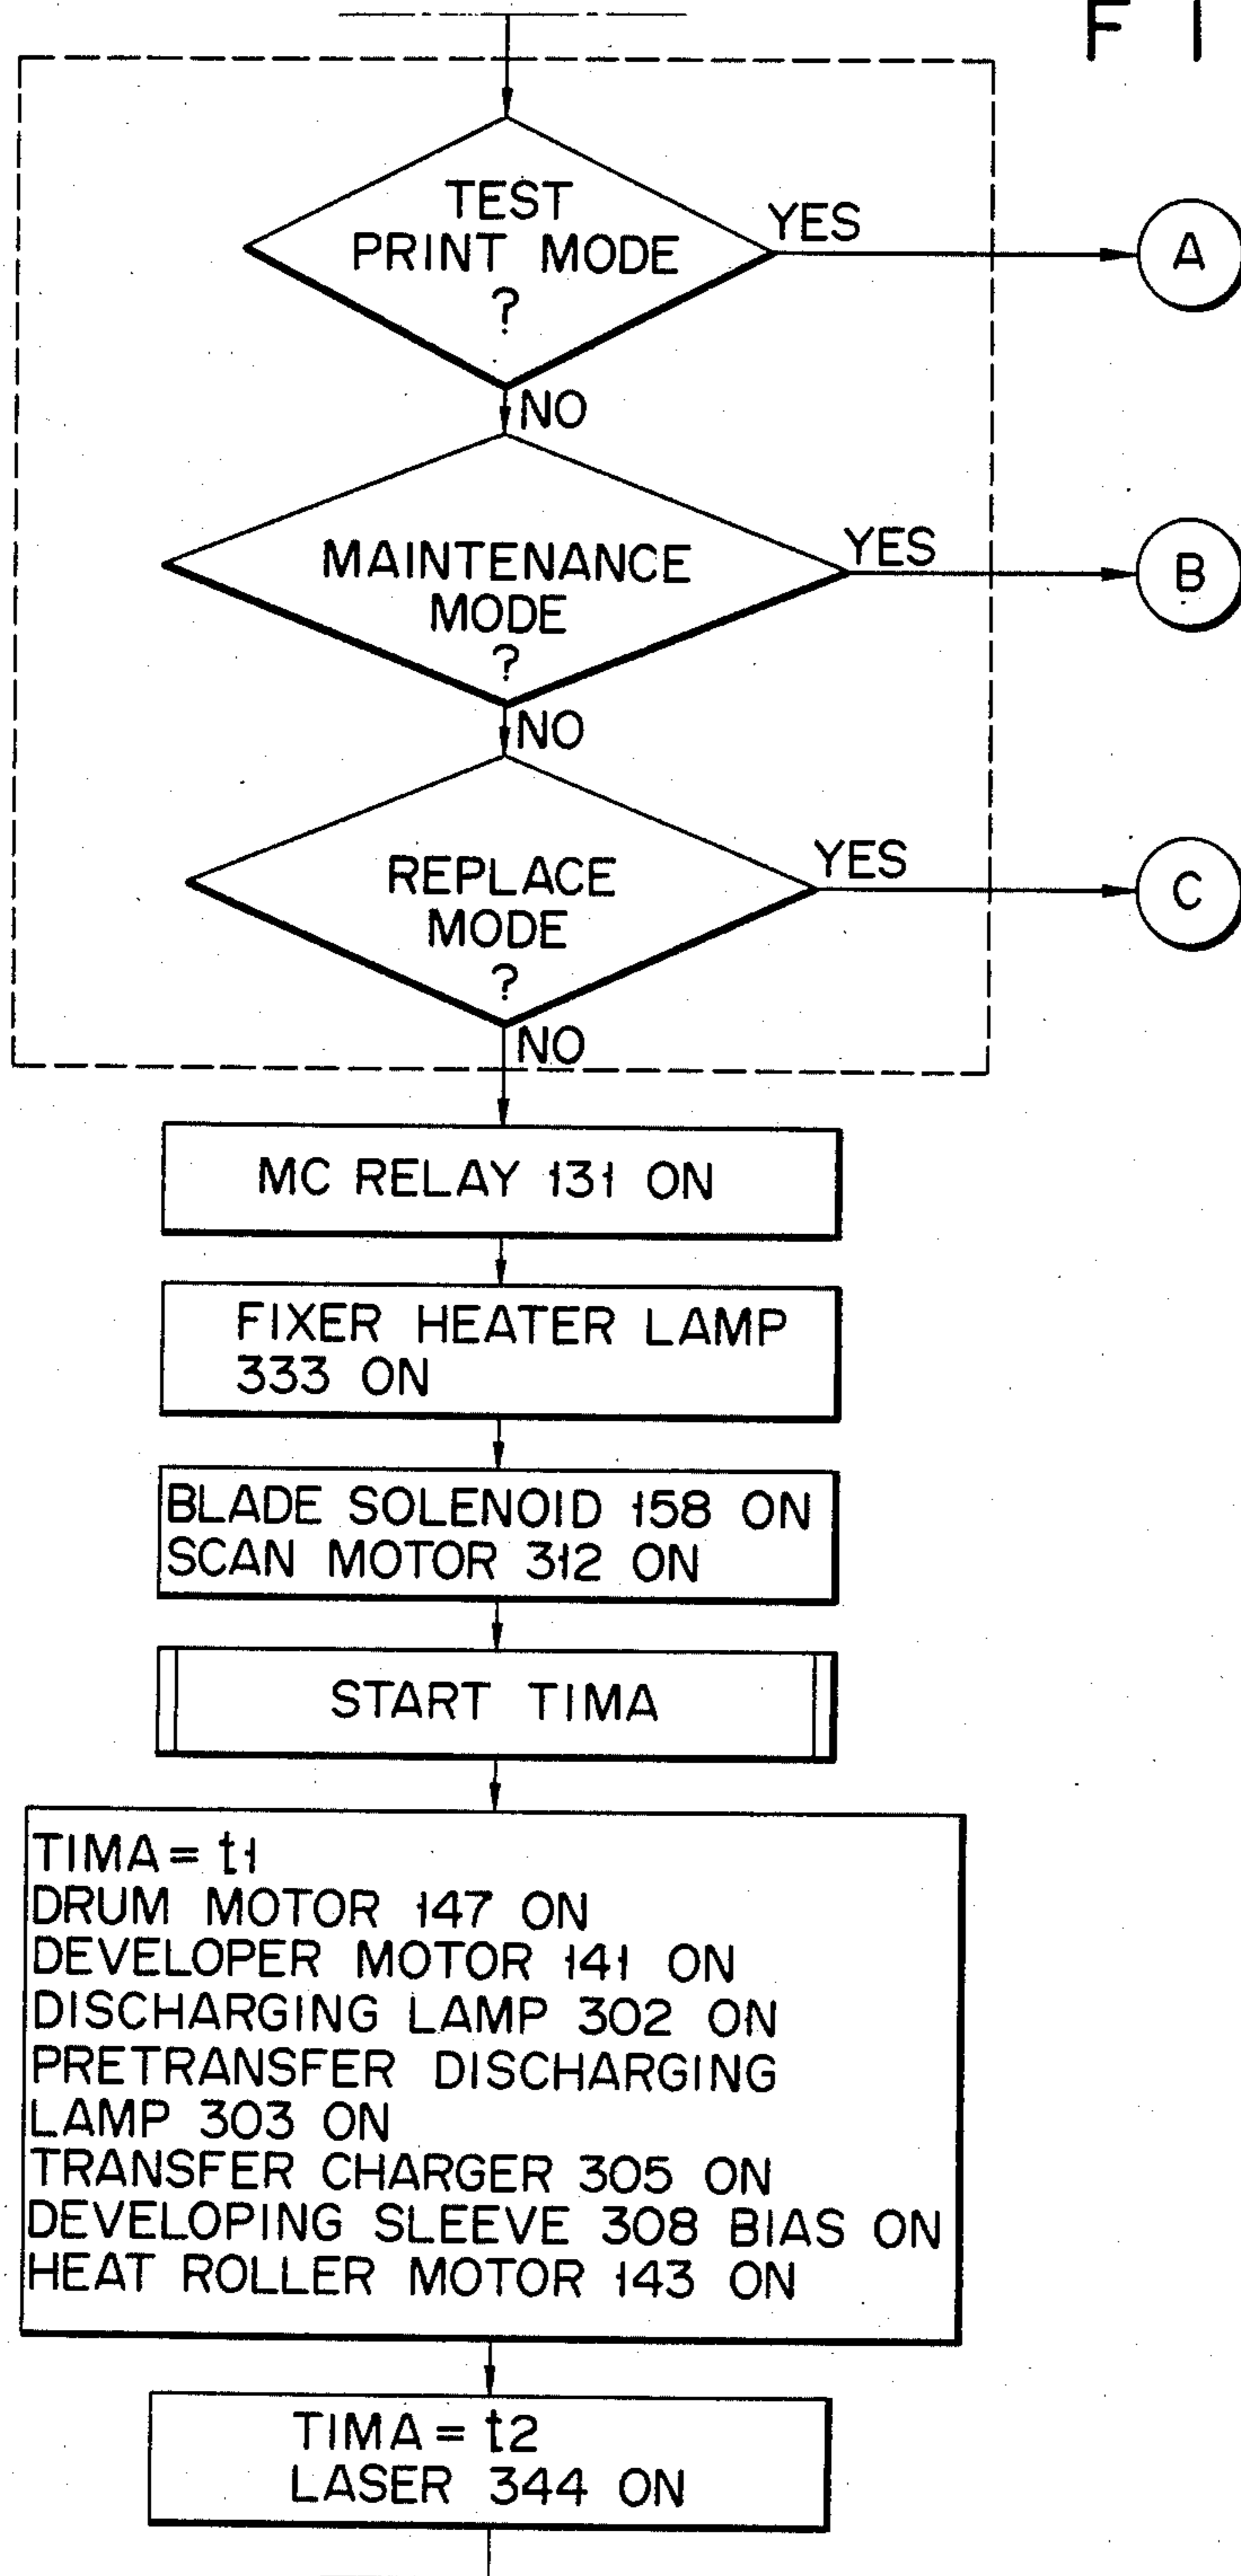 F I
TEST
PRINT MODE
?
YES
A
NO
MAINTENANCE
MODE
?
YES
B
NO
REPLACE
MODE
?
YES
C
NO
MC RELAY 131 ON
FIXER HEATER LAMP
333 ON
BLADE SOLENOID 158 ON
SCAN MOTOR 312 ON
START TIMA
TIMA = t1
DRUM MOTOR 147 ON
DEVELOPER MOTOR 141 ON
DISCHARGING LAMP 302 ON
PRETRANSFER DISCHARGING
LAMP 303 ON
TRANSFER CHARGER 305 ON
DEVELOPING SLEEVE 308 BIAS ON
HEAT ROLLER MOTOR 143 ON
TIMA = t2
LASER 344 ON